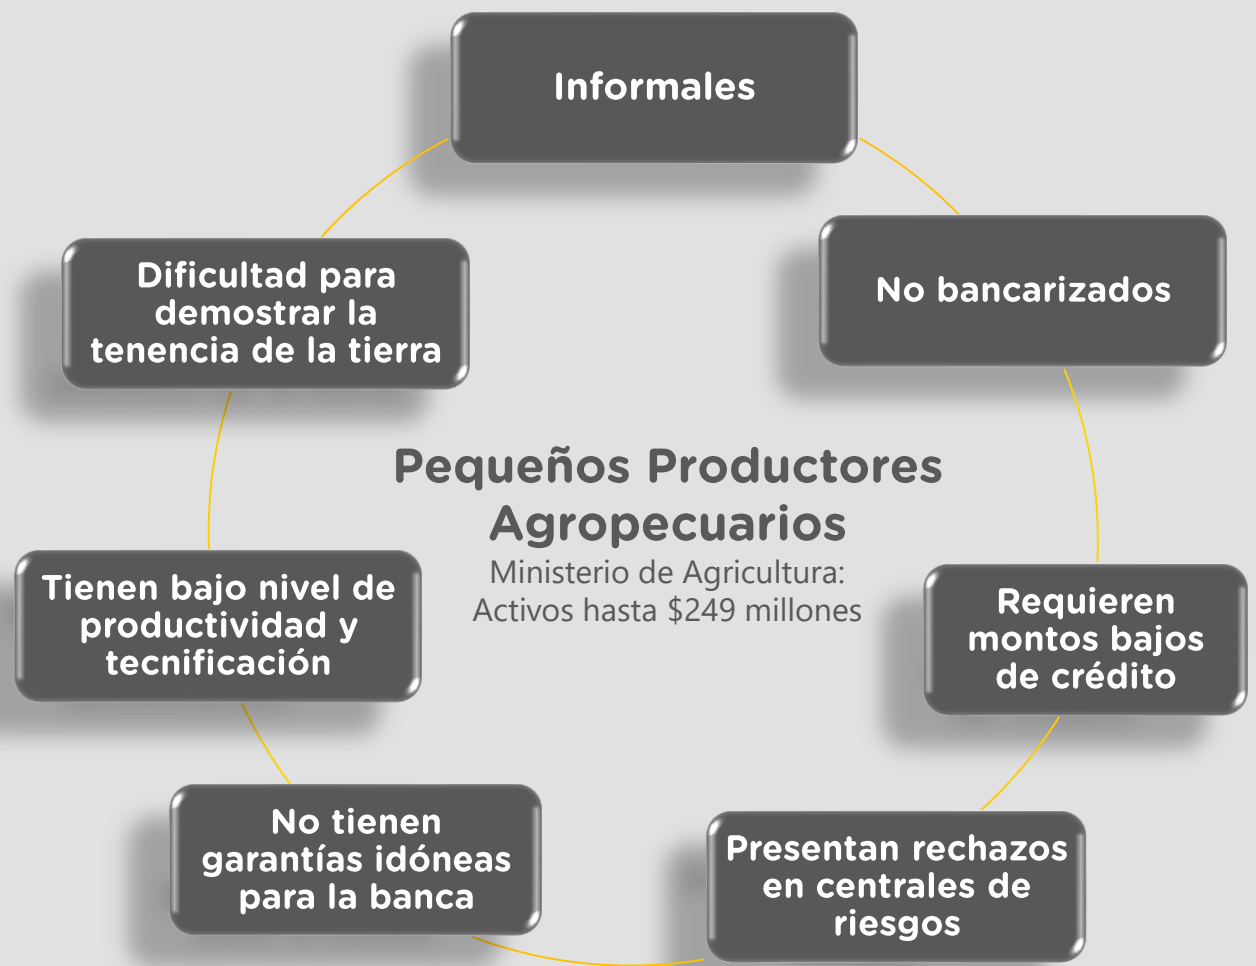 Informales
No bancarizados
Dificultad para
demostrar la
tenencia de la tierra
Pequeños Productores
Agropecuarios
Ministerio de Agricultura:
Activos hasta $249 millones
Tienen bajo nivel de
productividad y
tecnificación
Requieren
montos bajos
de crédito
No tienen
garantías idóneas
para la banca
Presentan rechazos
en centrales de
riesgos